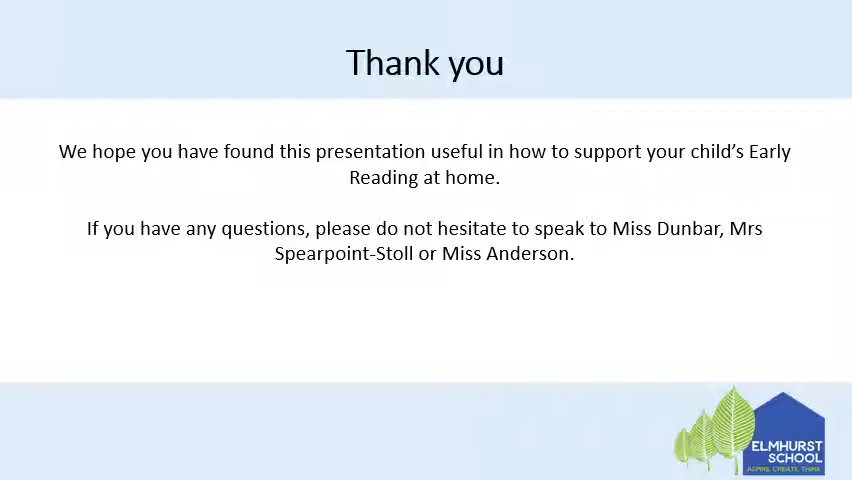 Thank you
We hope you have found this presentation useful in how to support your child’s Early
Reading at home.
If you have any questions, please do not hesitate to speak to Miss Dunbar, Mrs
Spearpoint-Stoll or Miss Anderson.
ELMHURST
SCHOOL
ASPIRE, CREATE, THINK